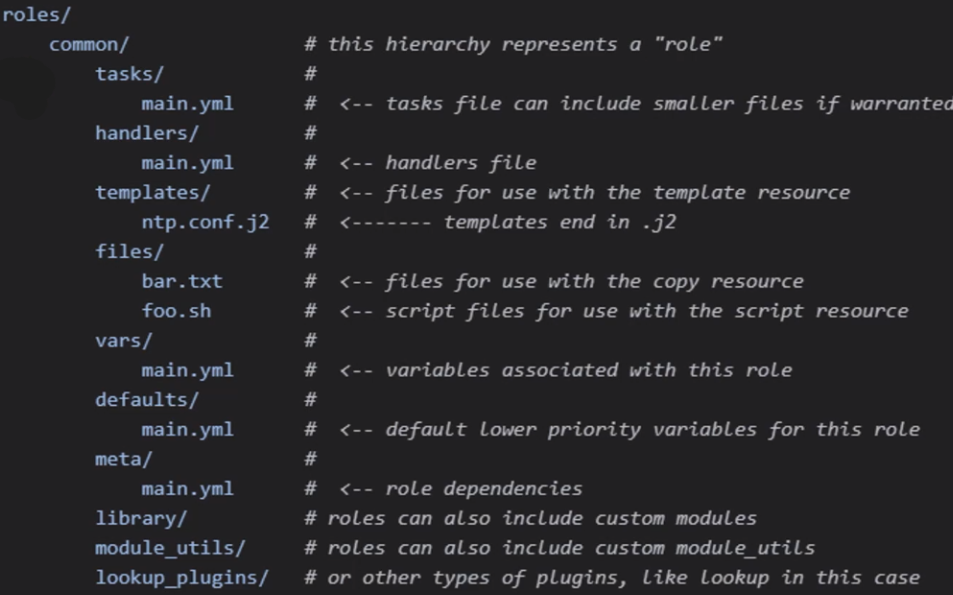 roles/
    common/               # this hierarchy represents a "role"
        tasks/            #
            main.yml      #  <-- tasks file can include smaller files if warranted
        handlers/         #
            main.yml      #  <-- handlers file
        templates/        #  <-- files for use with the template resource
            ntp.conf.j2   #  <------- templates end in .j2
        files/            #
            bar.txt       #  <-- files for use with the copy resource
            foo.sh        #  <-- script files for use with the script resource
        vars/             #
            main.yml      #  <-- variables associated with this role
        defaults/         #
            main.yml      #  <-- default lower priority variables for this role
        meta/             #
            main.yml      #  <-- role dependencies
        library/          # roles can also include custom modules
        module_utils/     # roles can also include custom module_utils
        lookup_plugins/   # or other types of plugins, like lookup in this case